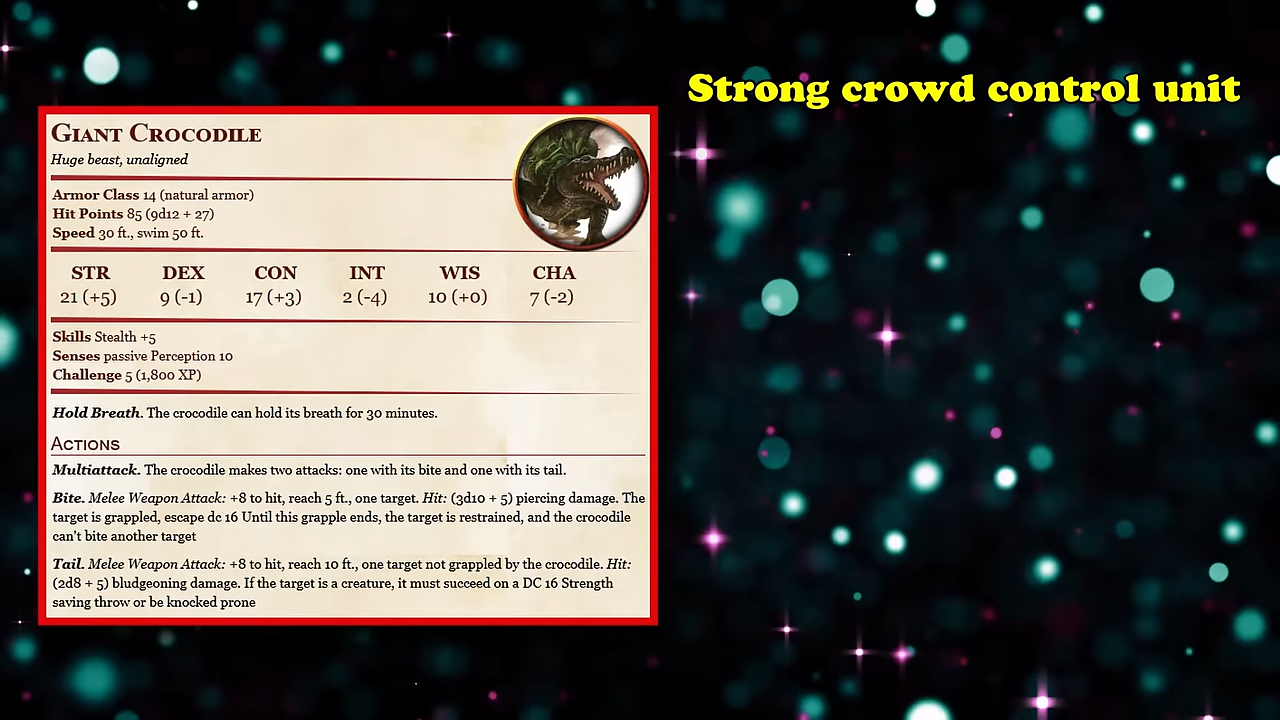 Strong crowd control unit
GIANT CROCODILE
Huge beast, unaligned
Armor Class 14 (natural armor)
Hit Points 85 (9d12 + 27)
Speed 30 ft., swim 50 ft.
STR DEX CON INT WIS CHA
21 (+5) 9 (-1) 17 (+3) 2 (-4) 10 (+0) 7 (-2)
Skills Stealth +5
Senses passive Perception 10
Challenge 5 (1,800 XP)
Hold Breath. The crocodile can hold its breath for 30 minutes.
ACTIONS
Multiattack. The crocodile makes two attacks: one with its bite and one with its tail.
Bite. Melee Weapon Attack: +8 to hit, reach 5 ft., one target. Hit: (3d10 + 5) piercing damage. The
target is grappled, escape dc 16 Until this grapple ends, the target is restrained, and the crocodile
can't bite another target
Tail. Melee Weapon Attack: +8 to hit, reach 10 ft., one target not grappled by the crocodile. Hit:
(2d8 + 5) bludgeoning damage. If the target is a creature, it must succeed on a DC 16 Strength
saving throw or be knocked prone